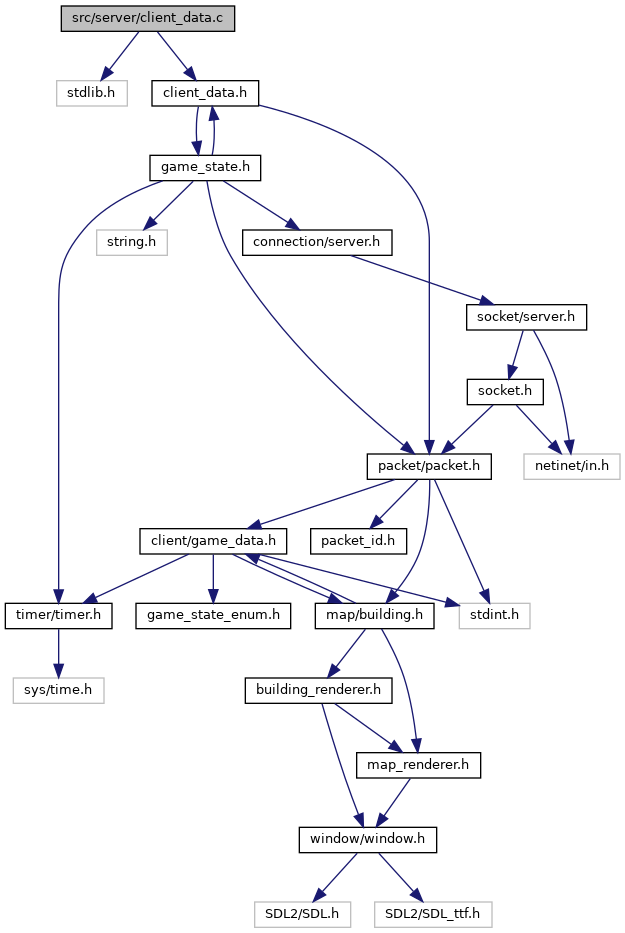 src/server/client_data.c
stdlib.h
client_data.h
game_state.h
string.h
connection/server.h
socket/server.h
socket.h
packet/packet.h
netinet/in.h
client/game_data.h
packet_id.h
timer/timer.h
game_state_enum.h
map/building.h
stdint.h
sys/time.h
building_renderer.h
map_renderer.h
window/window.h
SDL2/SDL.h
SDL2/SDL_ttf.h